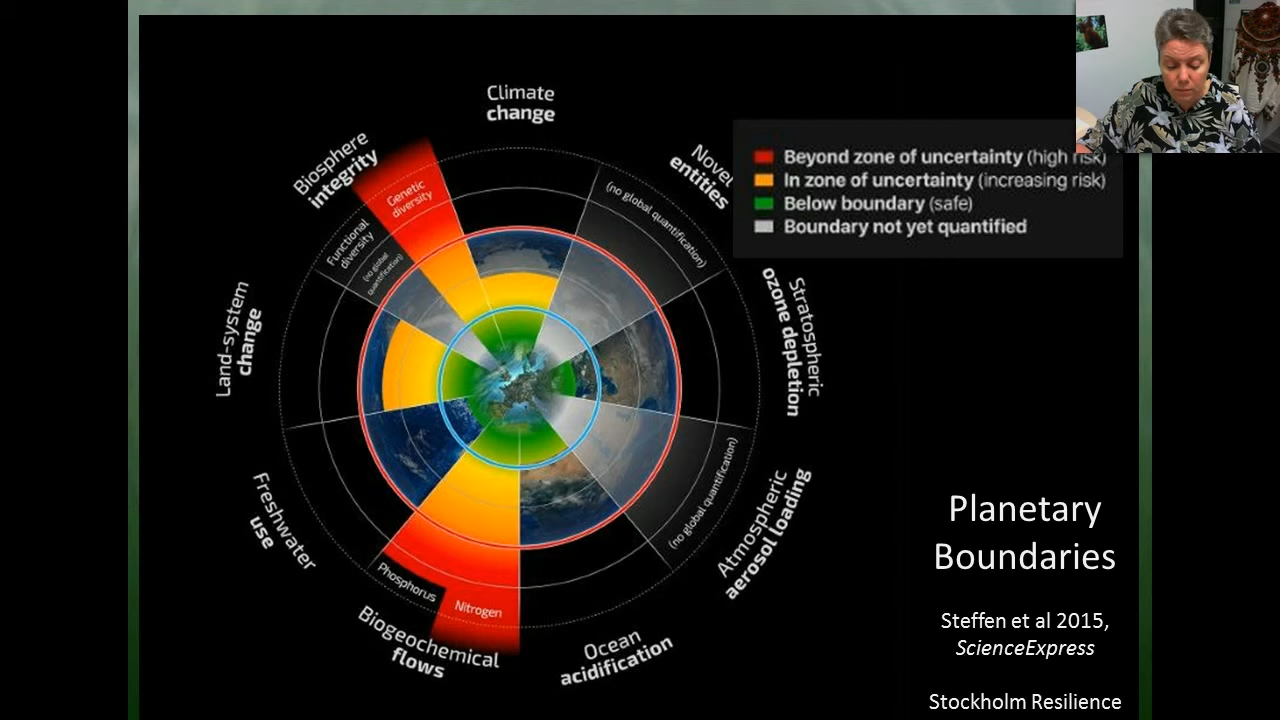 Climate
change
Biosphere
integrity
Novel
entities
Beyond zone of uncertainty (high risk)
In zone of uncertainty (increasing risk)
Below boundary (safe)
Boundary not yet quantified
Genetic
diversity
(no global quantification)
Functional
diversity
(no global
quantification)
Land-system
change
Stratospheric
ozone depletion
(no global quantification)
Atmospheric
aerosol loading
Freshwater
use
Phosphorus
Nitrogen
Biogeochemical
flows
Ocean
acidification
Planetary
Boundaries
Steffen et al 2015,
ScienceExpress
Stockholm Resilience